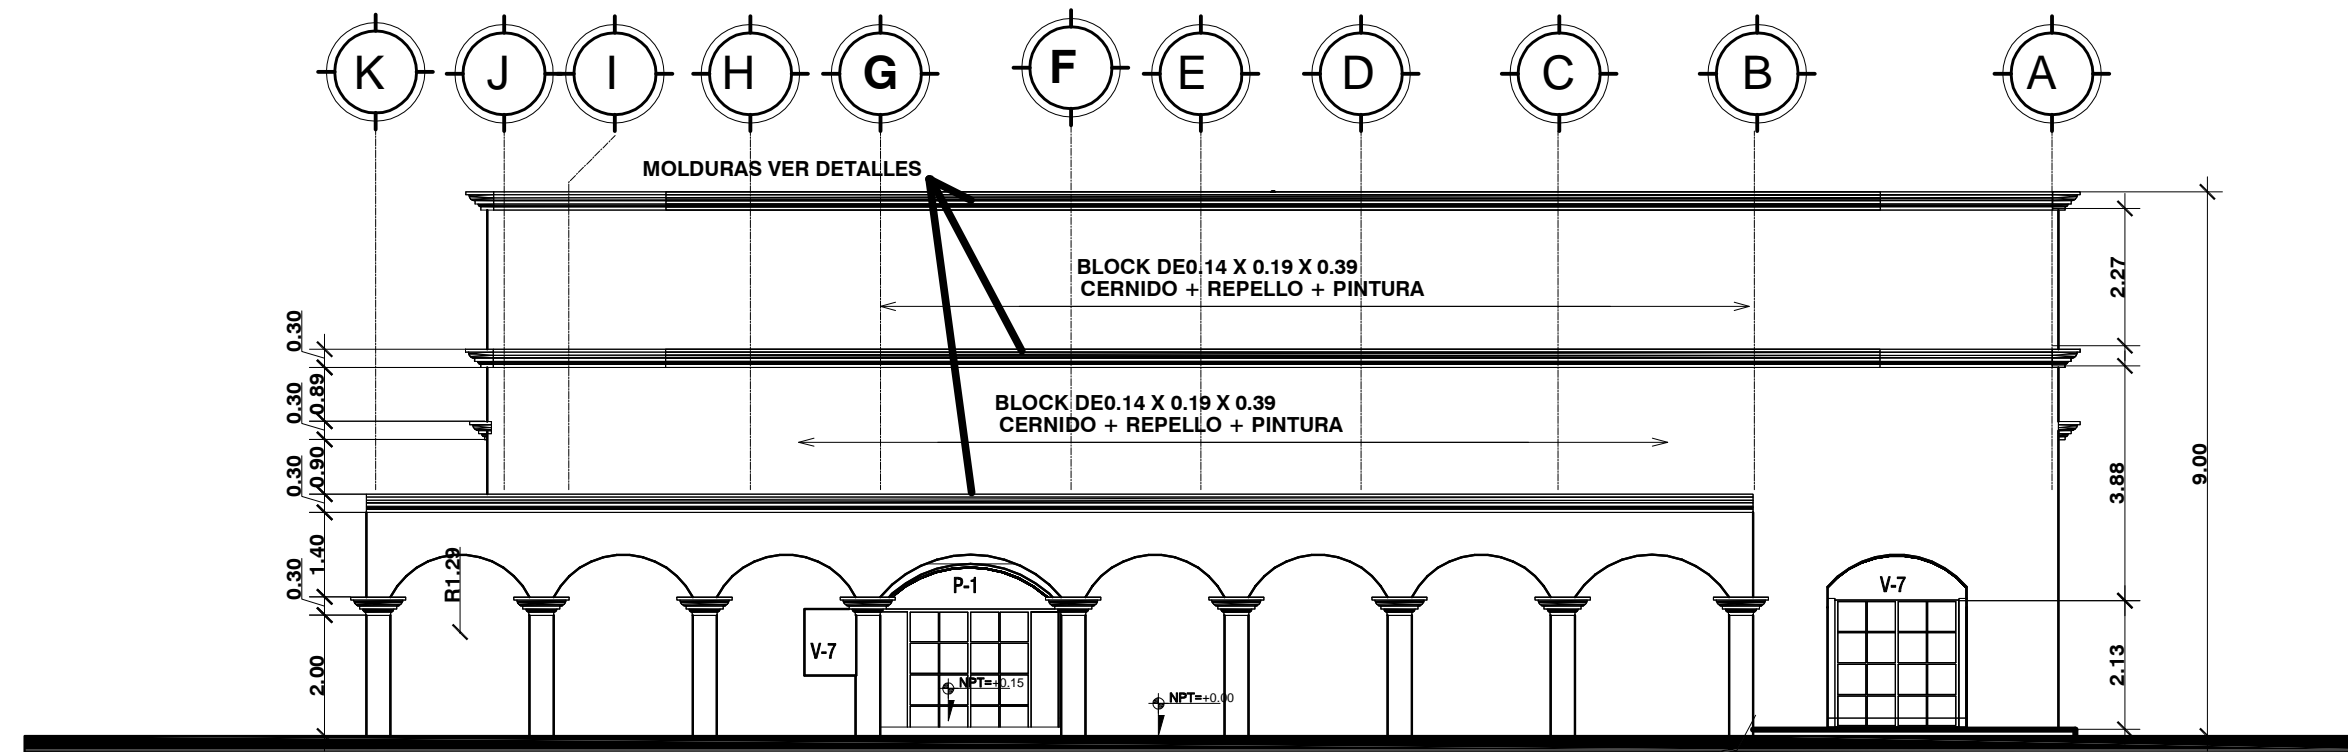 K J I H G F E D C B A
MOLDURAS VER DETALLES
BLOCK DE0.14 X 0.19 X 0.39
CERNIDO + REPELLO + PINTURA
2.27
0.30
0.30
0.89
BLOCK DE0.14 X 0.19 X 0.39
CERNIDO + REPELLO + PINTURA
9.00
0.30
0.90
3.88
0.30
1.40
R1.29
P-1
V-7
V-7
2.00
2.13
NPT=+0.15
NPT=+0.00